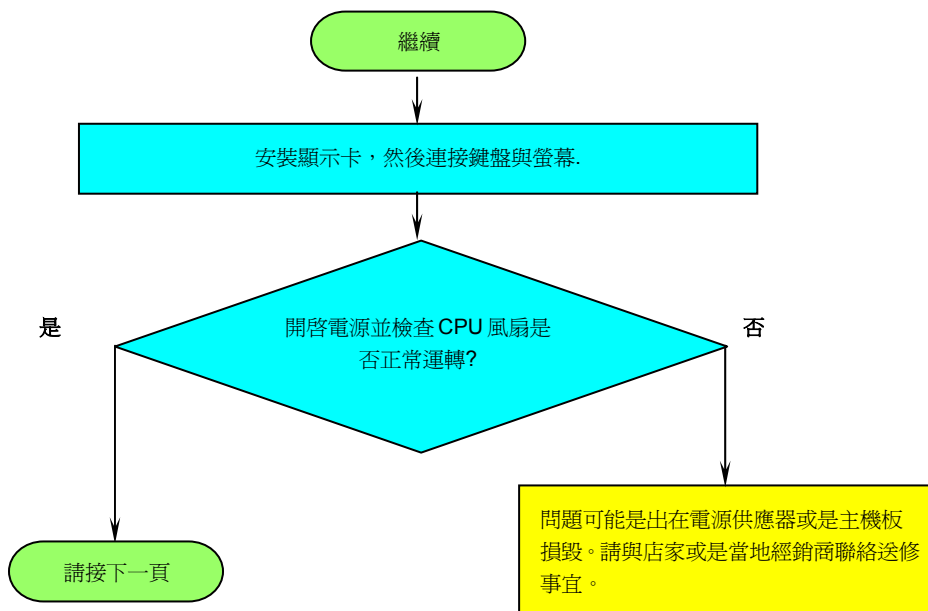 繼續
安裝顯示卡，然後連接鍵盤與螢幕.
是
開啓電源並檢查 CPU 風扇是
否正常運轉?
否
問題可能是出在電源供應器或是主機板
損毀。請與店家或是當地經銷商聯絡送修
事宜。
請接下一頁